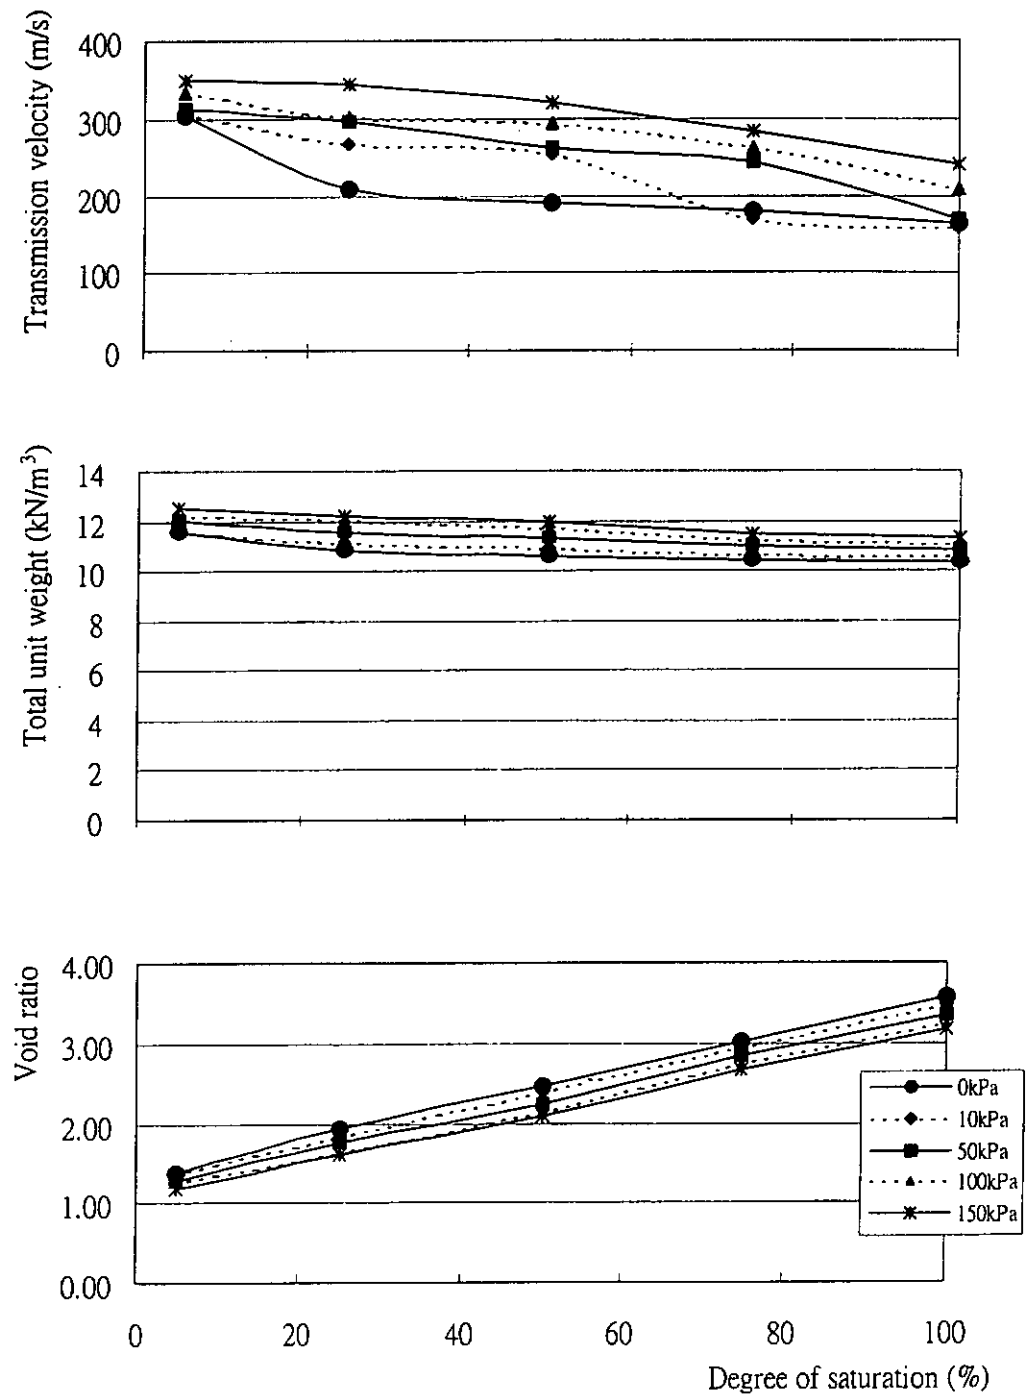 Transmission velocity (m/s)
400
300
200
100
0
Total unit weight (kN/m³)
14
12
10
8
6
4
2
0
Void ratio
4.00
3.00
2.00
1.00
0.00
0kPa
10kPa
50kPa
100kPa
150kPa
0 20 40 60 80 100
Degree of saturation (%)